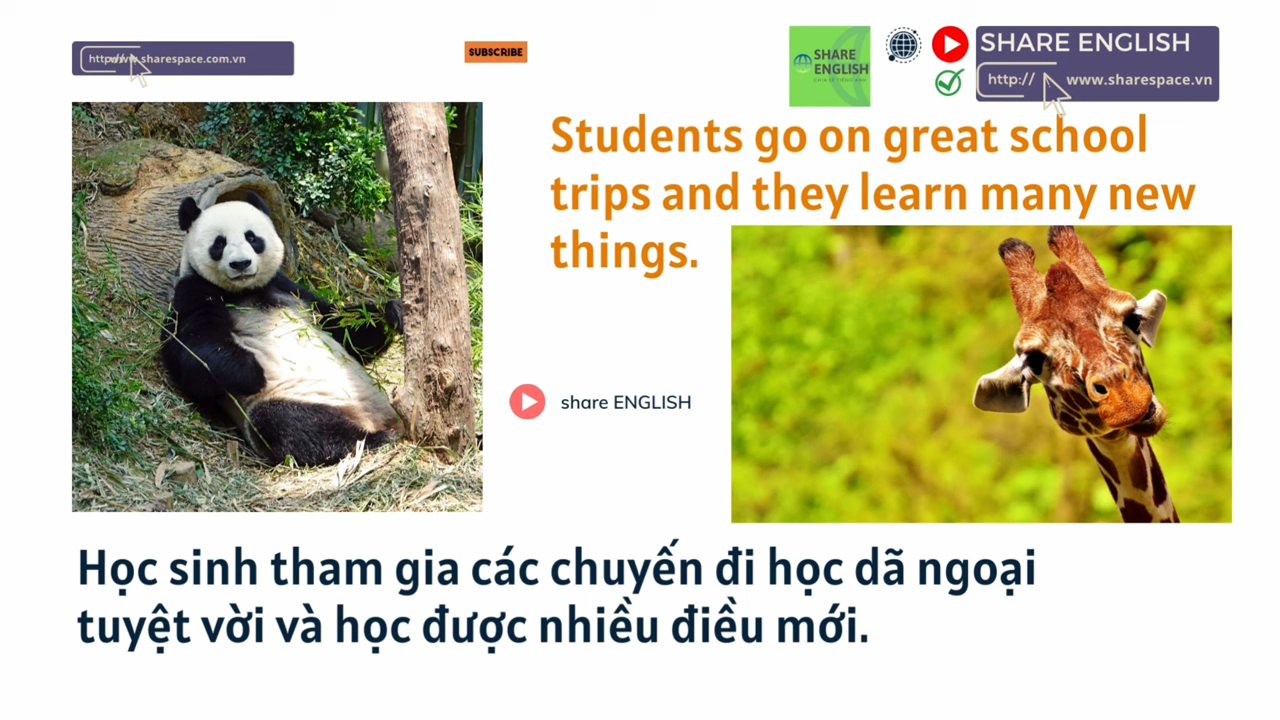 www.sharespace.com.vn
SUBSCRIBE
SHARE
ENGLISH
SHARE ENGLISH
http:// www.sharespace.vn
Students go on great school
trips and they learn many new
things.
share ENGLISH
Học sinh tham gia các chuyến đi học dã ngoại
tuyệt vời và học được nhiều điều mới.